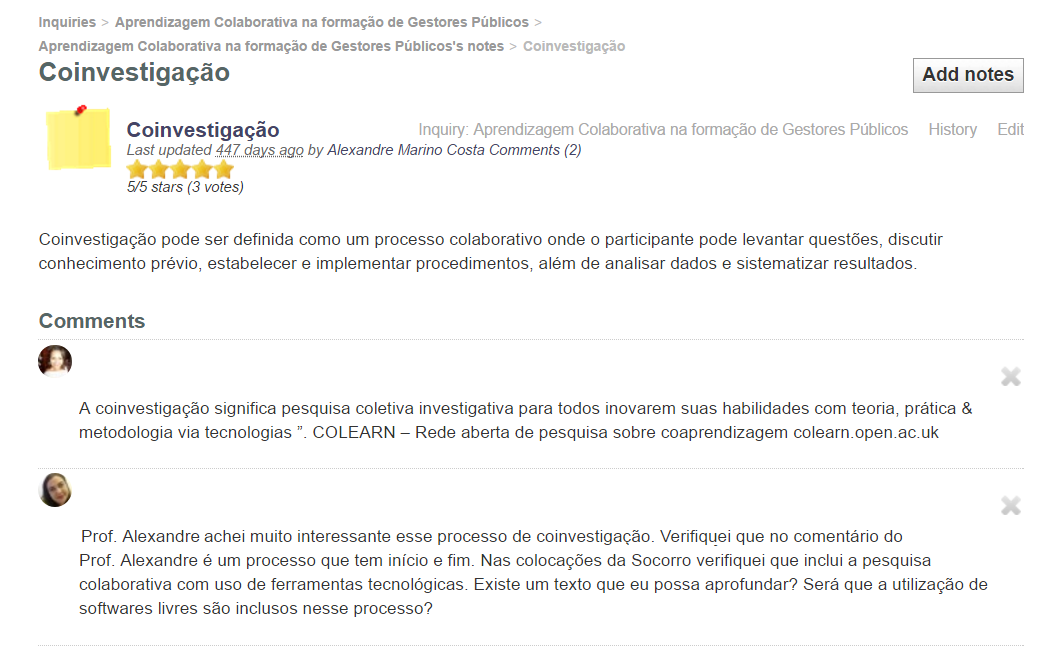 Inquiries > Aprendizagem Colaborativa na formação de Gestores Públicos >
Aprendizagem Colaborativa na formação de Gestores Públicos's notes > Coinvestigação
Coinvestigação
Add notes
Coinvestigação
Inquiry: Aprendizagem Colaborativa na formação de Gestores Públicos History Edit
Last updated 447 days ago by Alexandre Marino Costa Comments (2)
5/5 stars (3 votes)
Coinvestigação pode ser definida como um processo colaborativo onde o participante pode levantar questões, discutir
conhecimento prévio, estabelecer e implementar procedimentos, além de analisar dados e sistematizar resultados.
Comments
A coinvestigação significa pesquisa coletiva investigativa para todos inovarem suas habilidades com teoria, prática &
metodologia via tecnologias ”. COLEARN – Rede aberta de pesquisa sobre coaprendizagem colearn.open.ac.uk
Prof. Alexandre achei muito interessante esse processo de coinvestigação. Verifiquei que no comentário do
Prof. Alexandre é um processo que tem início e fim. Nas colocações da Socorro verifiquei que inclui a pesquisa
colaborativa com uso de ferramentas tecnológicas. Existe um texto que eu possa aprofundar? Será que a utilização de
softwares livres são inclusos nesse processo?